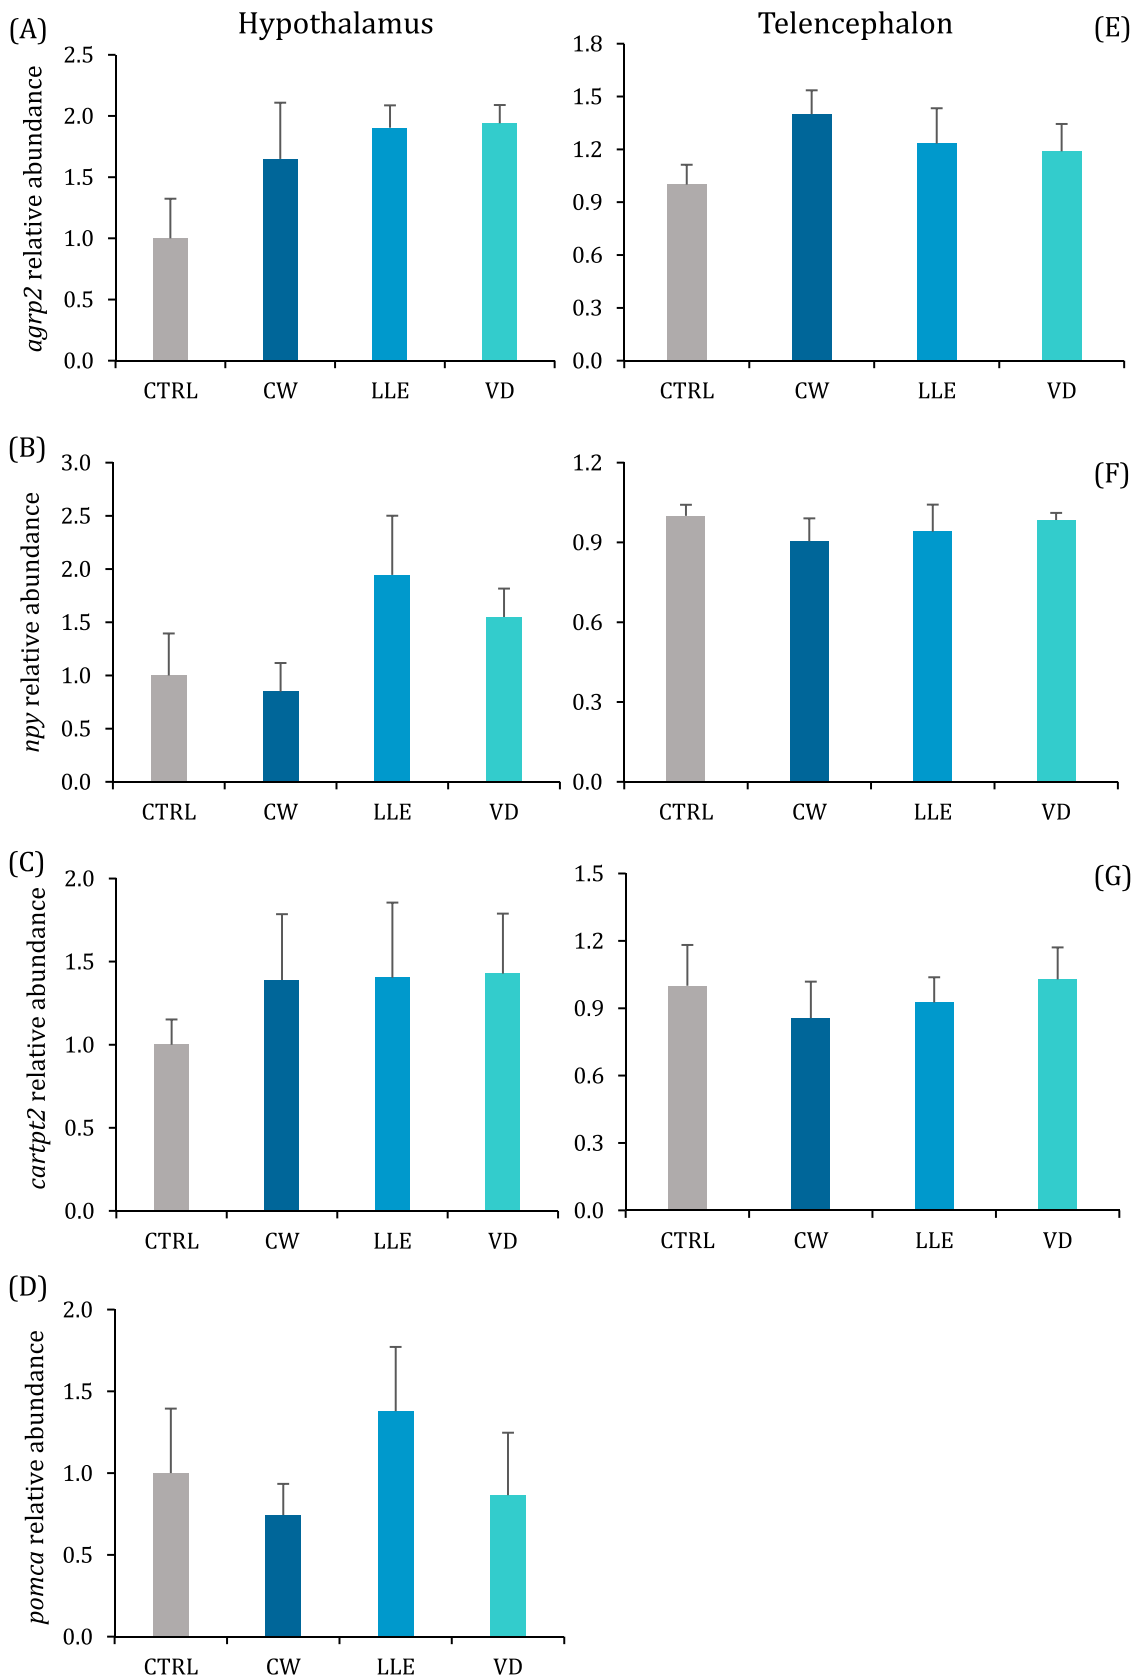 Hypothalamus
Telencephalon
(A)
agrp2 relative abundance
2.5
2.0
1.5
1.0
0.5
0.0
CTRL CW LLE VD
(E)
1.8
1.5
1.2
0.9
0.6
0.3
0.0
CTRL CW LLE VD
(B)
npy relative abundance
3.0
2.5
2.0
1.5
1.0
0.5
0.0
CTRL CW LLE VD
(F)
1.2
0.9
0.6
0.3
0.0
CTRL CW LLE VD
(C)
cartpt2 relative abundance
2.0
1.5
1.0
0.5
0.0
CTRL CW LLE VD
(G)
1.5
1.2
0.9
0.6
0.3
0.0
CTRL CW LLE VD
(D)
pomca relative abundance
2.0
1.5
1.0
0.5
0.0
CTRL CW LLE VD